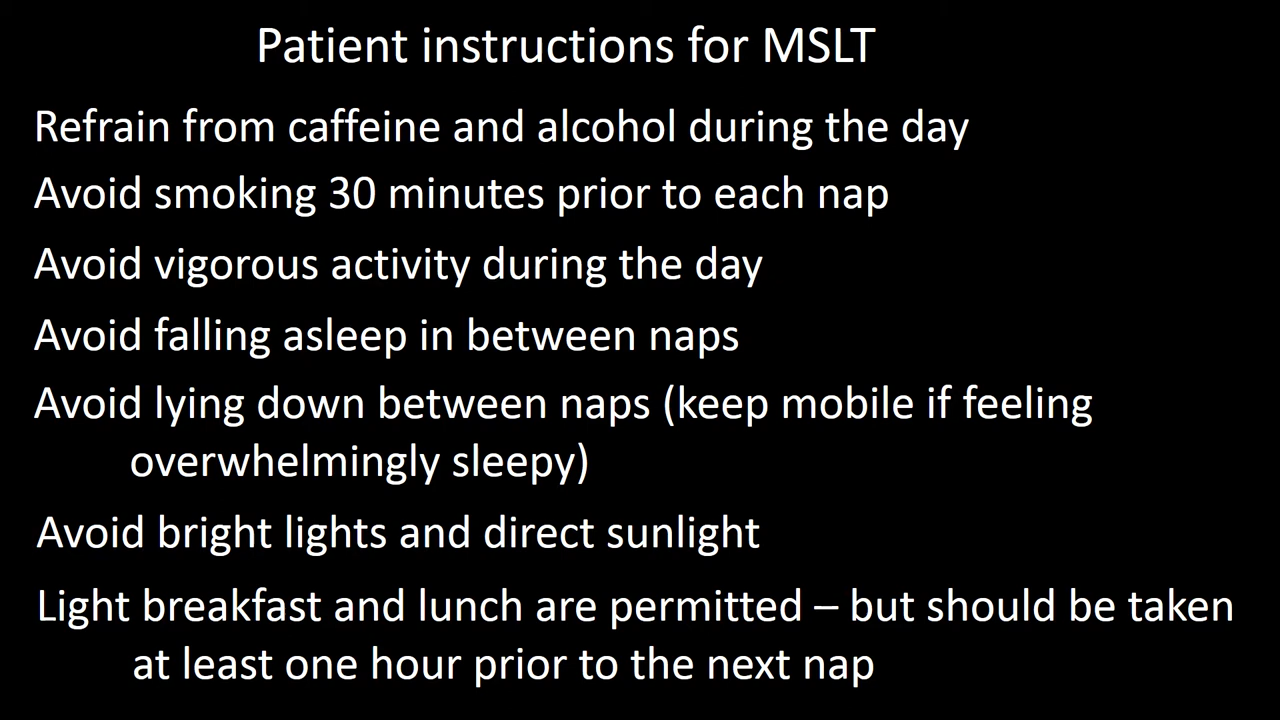 Patient instructions for MSLT
Refrain from caffeine and alcohol during the day
Avoid smoking 30 minutes prior to each nap
Avoid vigorous activity during the day
Avoid falling asleep in between naps
Avoid lying down between naps (keep mobile if feeling
overwhelmingly sleepy)
Avoid bright lights and direct sunlight
Light breakfast and lunch are permitted – but should be taken
at least one hour prior to the next nap